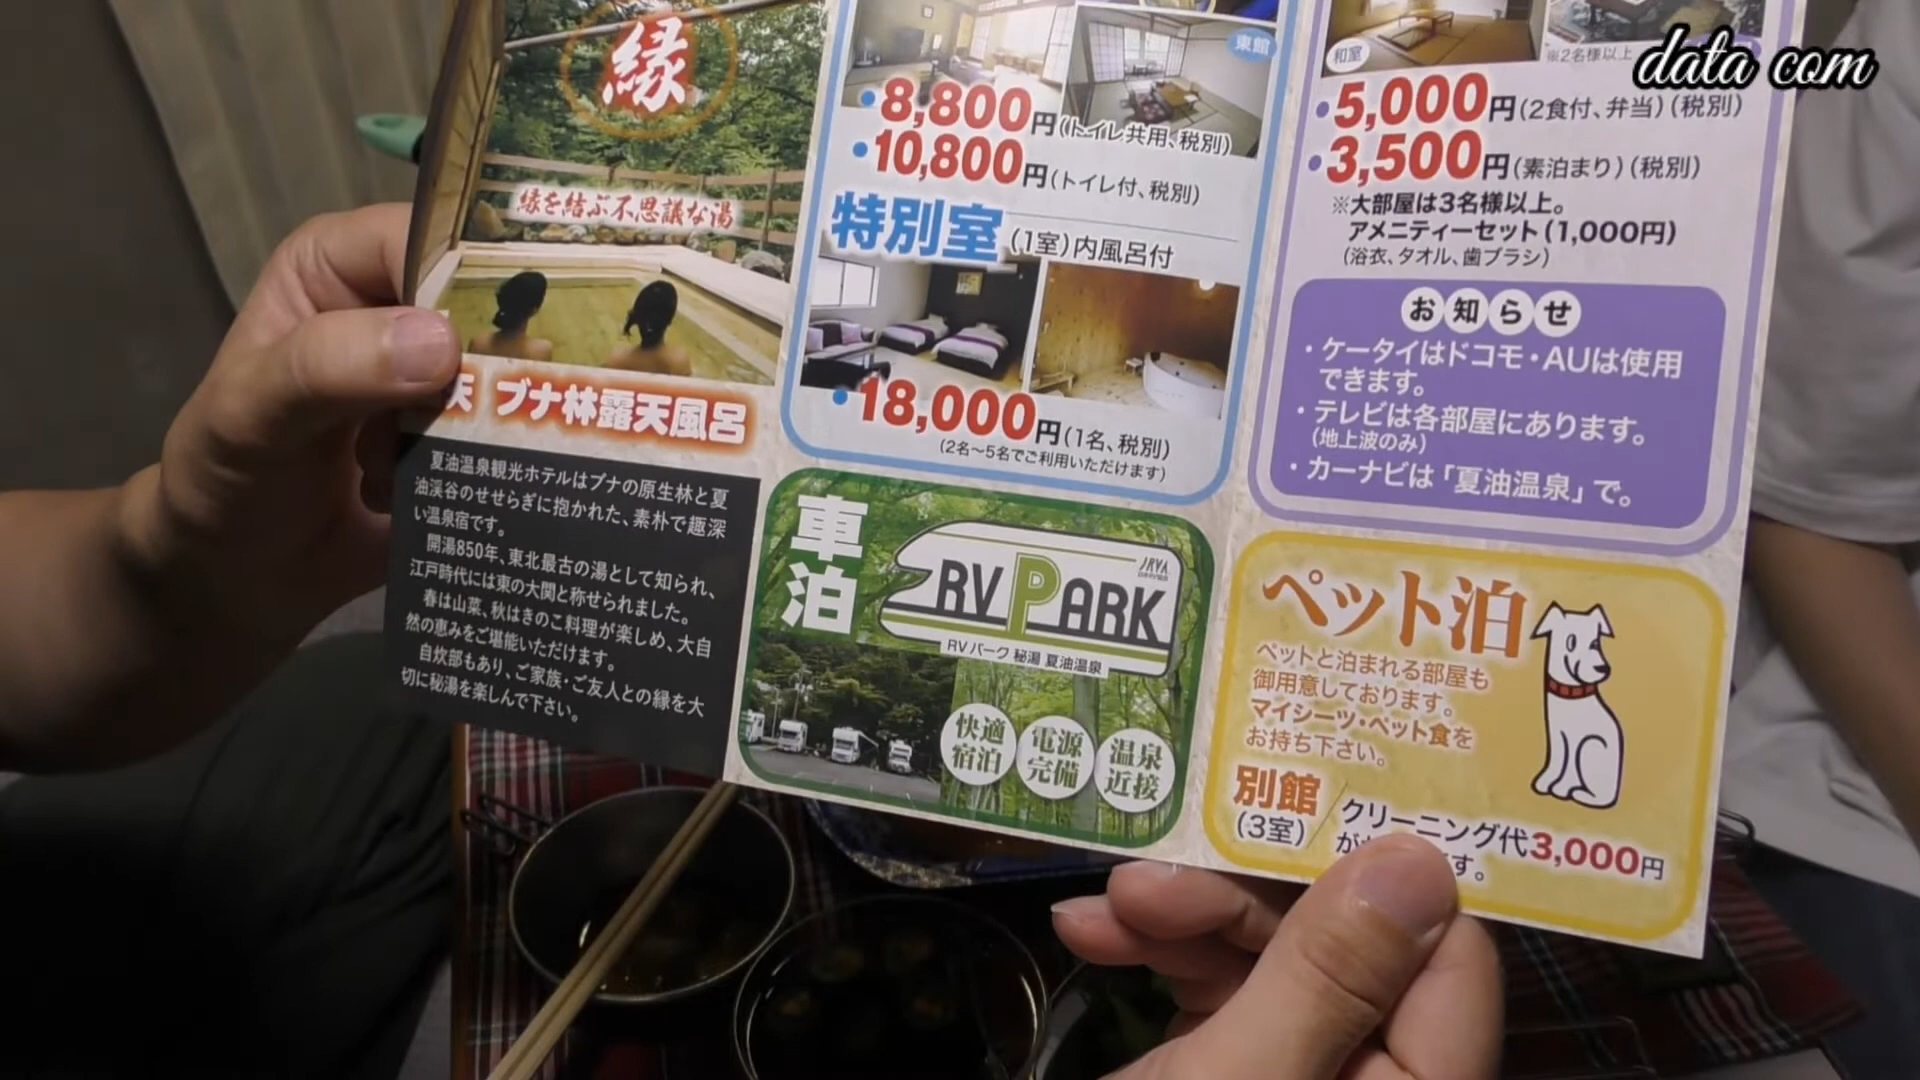 data com
縁
縁を結ぶ不思議な湯
天 ブナ林露天風呂
夏油温泉観光ホテルはブナの原生林と夏
油渓谷のせせらぎに抱かれた、素朴で趣深
い温泉宿です。
開湯850年、東北最古の湯として知られ、
江戸時代には東の大関と称せられました。
春は山菜、秋はきのこ料理が楽しめ、大自
然の恵みをご堪能いただけます。
自炊部もあり、ご家族・ご友人との縁を大
切に秘湯を楽しんで下さい。
東館
・8,800円(トイレ共用、税別)
・10,800円(トイレ付、税別)
特別室(1室)内風呂付
・18,000円(1名、税別)
(2名〜5名でご利用いただけます)
車泊
RV PARK
JRVA
RVパーク 秘湯 夏油温泉
快適
宿泊
電源
完備
温泉
近接
和室
※2名様以上
・5,000円(2食付、弁当)(税別)
・3,500円(素泊まり)(税別)
※大部屋は3名様以上。
アメニティーセット(1,000円)
(浴衣、タオル、歯ブラシ)
お知らせ
・ケータイはドコモ・AUは使用
できます。
・テレビは各部屋にあります。
(地上波のみ)
・カーナビは「夏油温泉」で。
ペット泊
ペットと泊まれる部屋も
御用意しております。
マイシーツ・ペット食を
お持ち下さい。
別館
(3室)
クリーニング代3,000円
が
す。